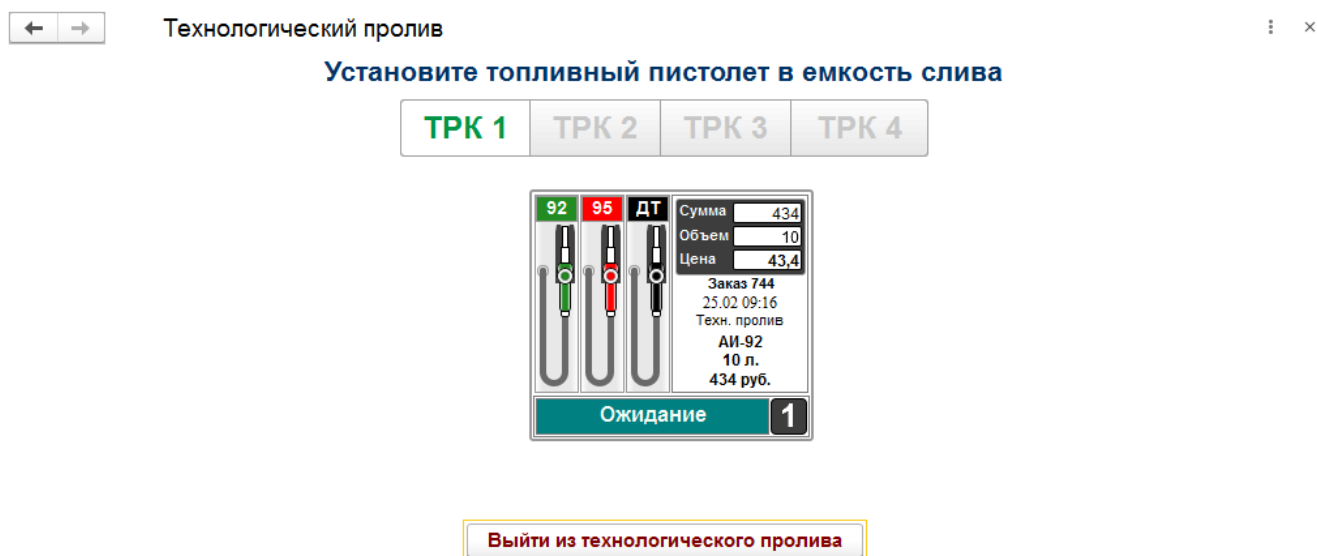 Технологический пролив
Установите топливный пистолет в емкость слива
ТРК 1 ТРК 2 ТРК 3 ТРК 4
92 95 ДТ
Сумма 434
Объем 10
Цена 43,4
Заказ 744
25.02 09:16
Техн. пролив
АИ-92
10 л.
434 руб.
Ожидание 1
Выйти из технологического пролива